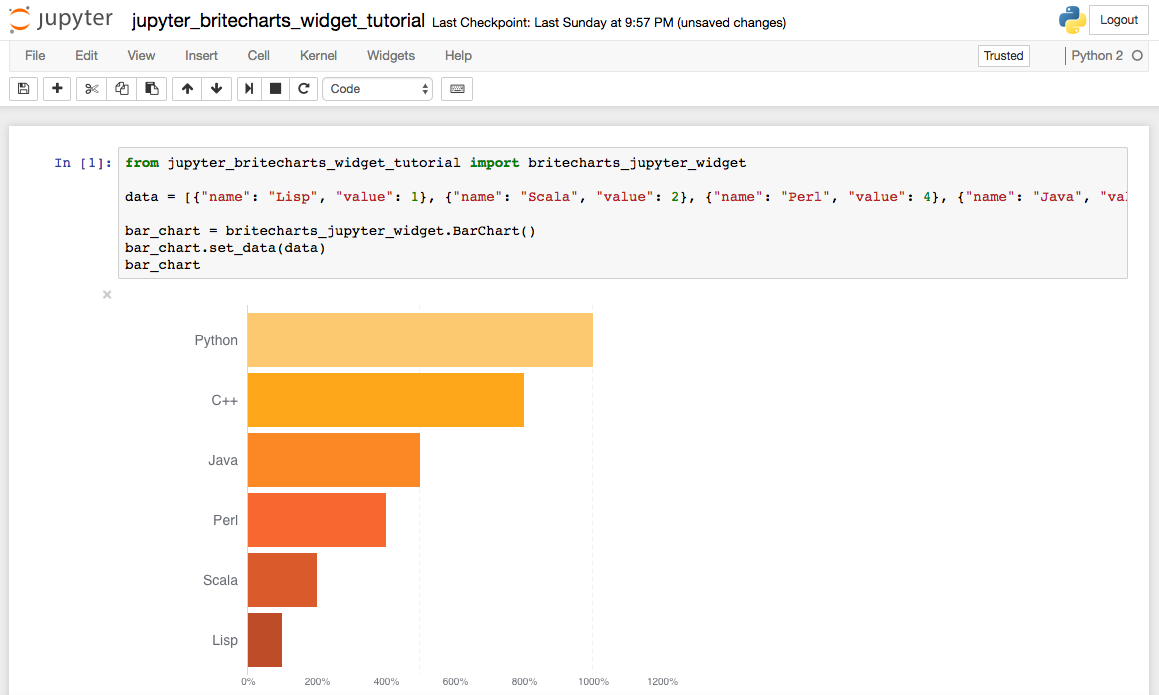 jupyter jupyter_britecharts_widget_tutorial Last Checkpoint: Last Sunday at 9:57 PM (unsaved changes) Logout
File Edit View Insert Cell Kernel Widgets Help Trusted Python 2
Code
In [1]: from jupyter_britecharts_widget_tutorial import britecharts_jupyter_widget
data = [{"name": "Lisp", "value": 1}, {"name": "Scala", "value": 2}, {"name": "Perl", "value": 4}, {"name": "Java", "val
bar_chart = britecharts_jupyter_widget.BarChart()
bar_chart.set_data(data)
bar_chart
Python
C++
Java
Perl
Scala
Lisp
0% 200% 400% 600% 800% 1000% 1200%